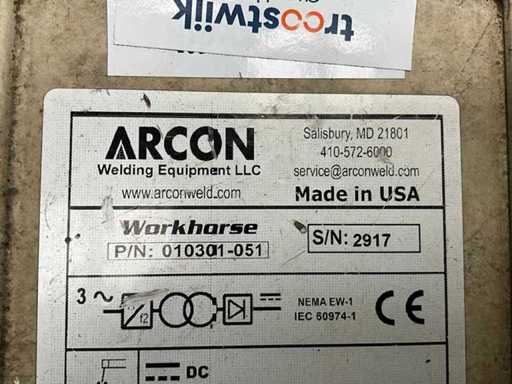 troostwijk
ARCON
Welding Equipment LLC
www.arconweld.com
Salisbury, MD 21801
410-572-6000
service@arconweld.com
Made in USA
Workhorse
P/N: 010301-051
S/N: 2917
3 ~
f2
NEMA EW-1
IEC 60974-1
CE
DC